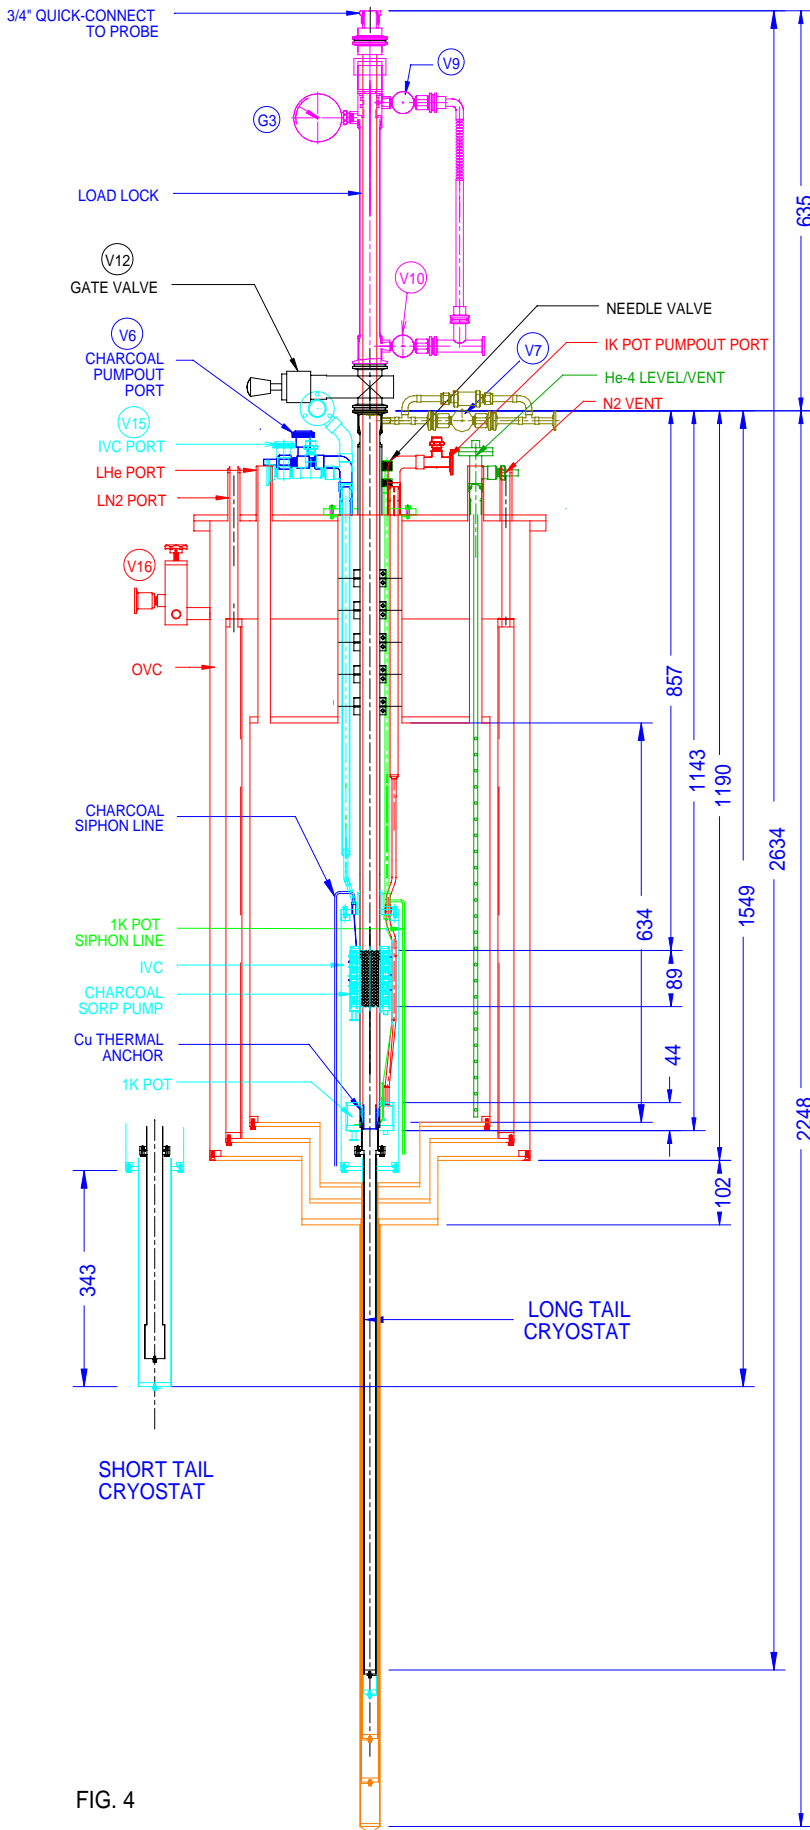 3/4" QUICK-CONNECT
TO PROBE
V9
G3
635
LOAD LOCK
V12
GATE VALVE
V10
NEEDLE VALVE
V6
CHARCOAL
PUMPOUT
PORT
V7
IK POT PUMPOUT PORT
He-4 LEVEL/VENT
N2 VENT
V15
IVC PORT
LHe PORT
LN2 PORT
V16
OVC
857
1143
1190
2634
1549
CHARCOAL
SIPHON LINE
634
1K POT
SIPHON LINE
IVC
89
CHARCOAL
SORP PUMP
Cu THERMAL
ANCHOR
44
1K POT
2248
102
343
LONG TAIL
CRYOSTAT
SHORT TAIL
CRYOSTAT
FIG. 4